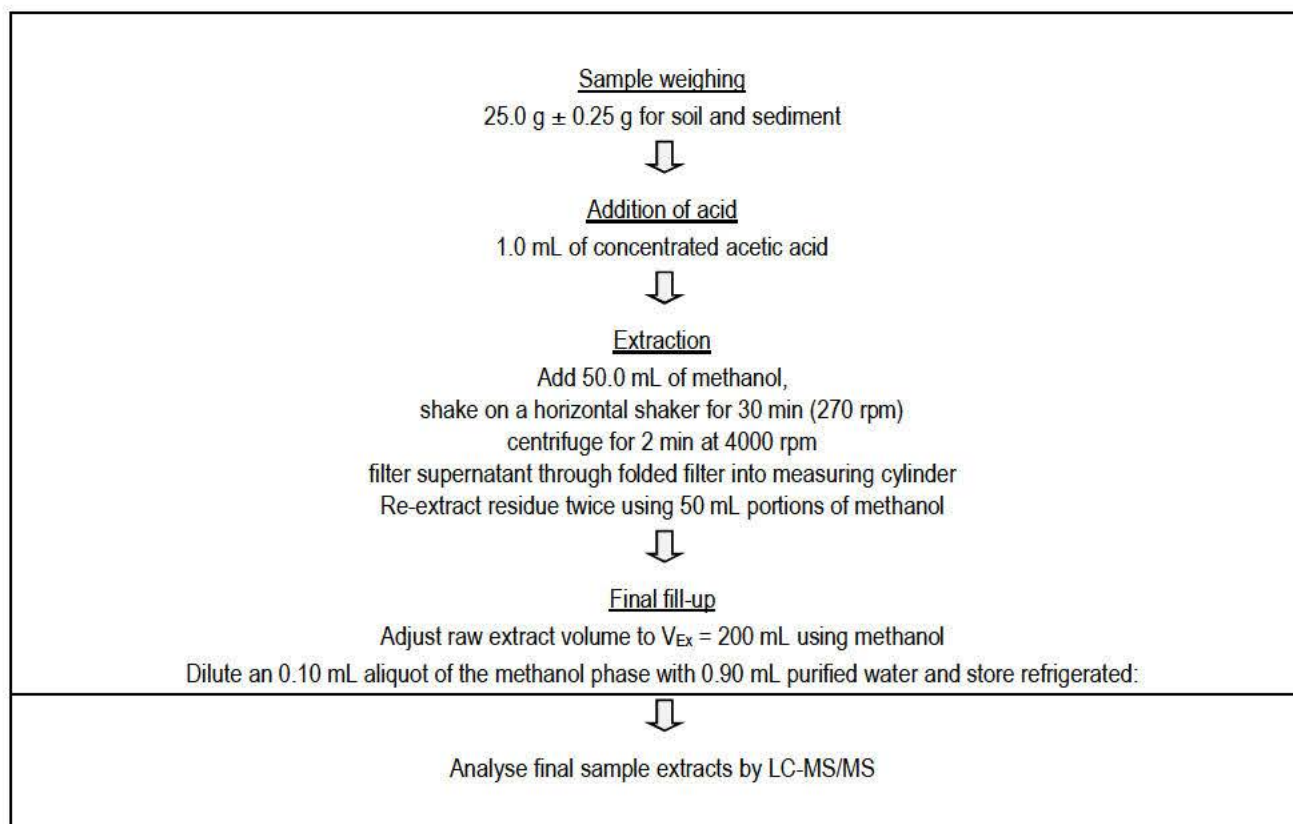 Sample weighing
25.0 g ± 0.25 g for soil and sediment
Addition of acid
1.0 mL of concentrated acetic acid
Extraction
Add 50.0 mL of methanol,
shake on a horizontal shaker for 30 min (270 rpm)
centrifuge for 2 min at 4000 rpm
filter supernatant through folded filter into measuring cylinder
Re-extract residue twice using 50 mL portions of methanol
Final fill-up
Adjust raw extract volume to VEx = 200 mL using methanol
Dilute an 0.10 mL aliquot of the methanol phase with 0.90 mL purified water and store refrigerated:
Analyse final sample extracts by LC-MS/MS